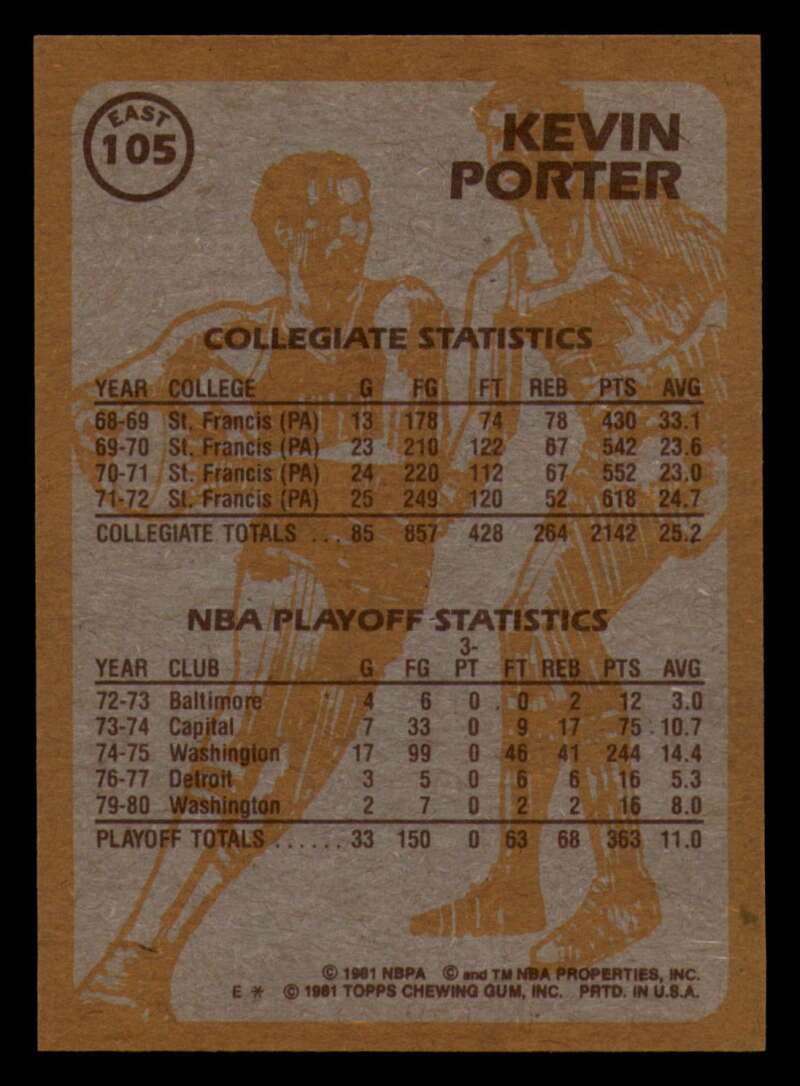 EAST
105
KEVIN
PORTER
COLLEGIATE STATISTICS
YEAR COLLEGE G FG FT REB PTS AVG
68-69 St. Francis (PA) 13 178 74 78 430 33.1
69-70 St. Francis (PA) 23 210 122 67 542 23.6
70-71 St. Francis (PA) 24 220 112 67 552 23.0
71-72 St. Francis (PA) 25 249 120 52 618 24.7
COLLEGIATE TOTALS ... 85 857 428 264 2142 25.2
NBA PLAYOFF STATISTICS
YEAR CLUB G FG 3-PT FT REB PTS AVG
72-73 Baltimore 4 6 0 0 2 12 3.0
73-74 Capital 7 33 0 9 17 75 10.7
74-75 Washington 17 99 0 46 41 244 14.4
76-77 Detroit 3 5 0 6 6 16 5.3
79-80 Washington 2 7 0 2 2 16 8.0
PLAYOFF TOTALS ...... 33 150 0 63 68 363 11.0
© 1981 NBPA © and TM NBA PROPERTIES, INC.
E * © 1981 TOPPS CHEWING GUM, INC. PRTD. IN U.S.A.